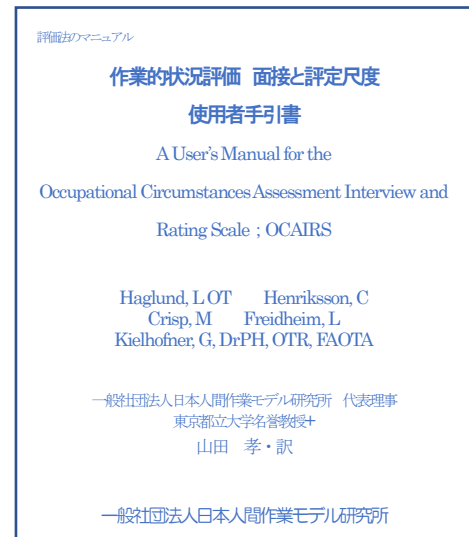 評価法のマニュアル
作業的状況評価 面接と評定尺度
使用者手引書
A User's Manual for the
Occupational Circumstances Assessment Interview and
Rating Scale ; OCAIRS
Haglund, L OT Henriksson, C
Crisp, M Freidheim, L
Kielhofner, G, DrPH, OTR, FAOTA
一般社団法人日本人間作業モデル研究所 代表理事
東京都立大学名誉教授+
山田 孝・訳
一般社団法人日本人間作業モデル研究所